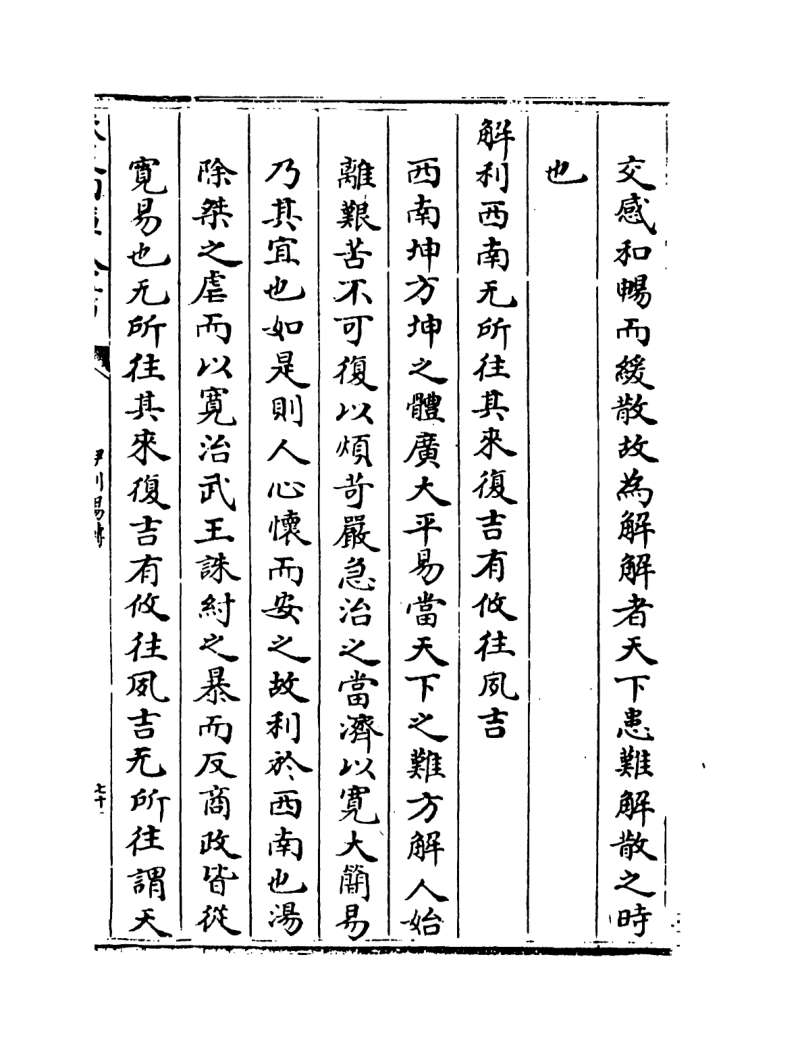 交感和暢而緩散故為解解者天下患難解散之時
也
解利西南无所往其來復吉有攸往夙吉
西南坤方坤之體廣大平易當天下之難方解人始
離艱苦不可復以煩苛嚴急治之當濟以寛大簡易
乃其宜也如是則人心懷而安之故利於西南也湯
除桀之虐而以寛治武王誅紂之暴而反商政皆從
寛易也无所往其來復吉有攸往夙吉无所往謂天
伊川易傳